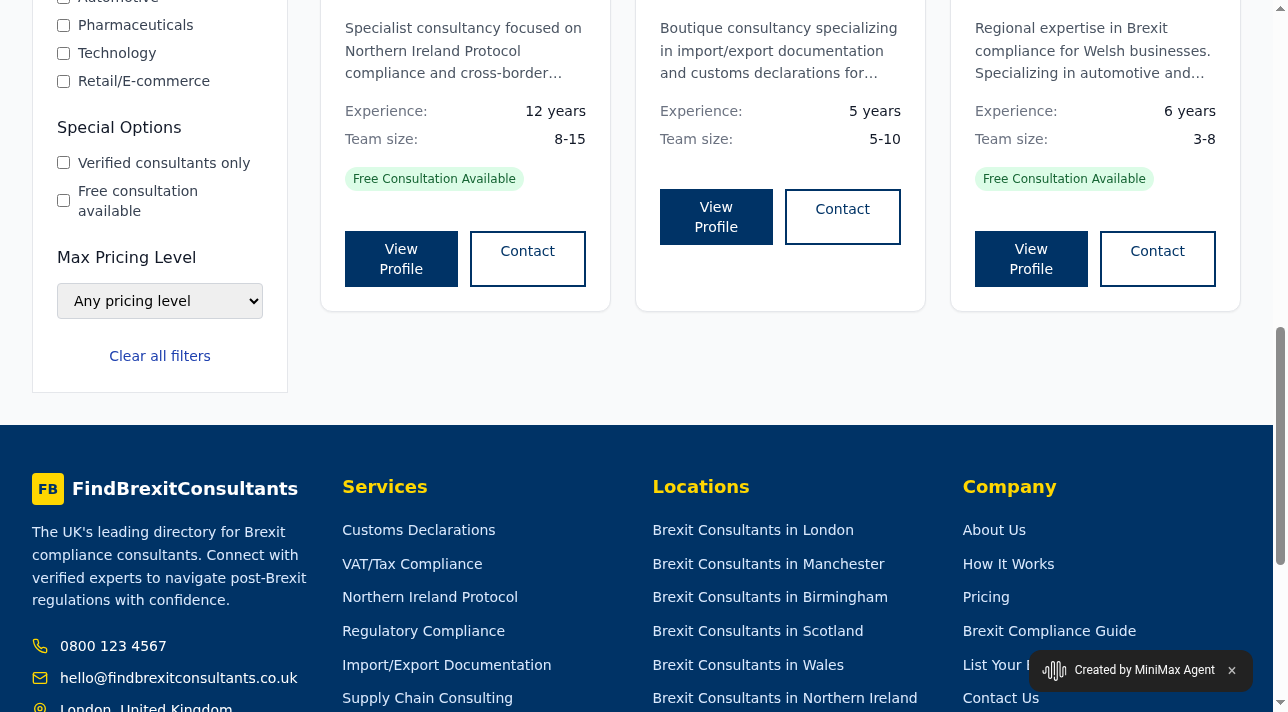 Automotive
Pharmaceuticals
Technology
Retail/E-commerce
Special Options
Verified consultants only
Free consultation
available
Max Pricing Level
Any pricing level
Clear all filters
Specialist consultancy focused on
Northern Ireland Protocol
compliance and cross-border…
Experience: 12 years
Team size: 8-15
Free Consultation Available
View
Profile
Contact
Boutique consultancy specializing
in import/export documentation
and customs declarations for…
Experience: 5 years
Team size: 5-10
View
Profile
Contact
Regional expertise in Brexit
compliance for Welsh businesses.
Specializing in automotive and…
Experience: 6 years
Team size: 3-8
Free Consultation Available
View
Profile
Contact
FB FindBrexitConsultants
The UK's leading directory for Brexit
compliance consultants. Connect with
verified experts to navigate post-Brexit
regulations with confidence.
0800 123 4567
hello@findbrexitconsultants.co.uk
London, United Kingdom
Services
Customs Declarations
VAT/Tax Compliance
Northern Ireland Protocol
Regulatory Compliance
Import/Export Documentation
Supply Chain Consulting
Locations
Brexit Consultants in London
Brexit Consultants in Manchester
Brexit Consultants in Birmingham
Brexit Consultants in Scotland
Brexit Consultants in Wales
Brexit Consultants in Northern Ireland
Company
About Us
How It Works
Pricing
Brexit Compliance Guide
List Your
Contact Us
Created by MiniMax Agent